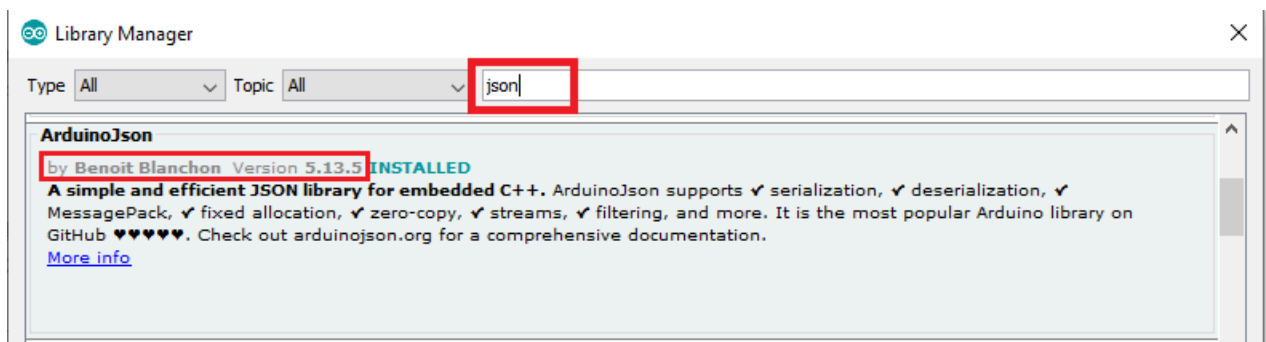 Library Manager
Type All Topic All json
ArduinoJson
by Benoit Blanchon Version 5.13.5 INSTALLED
A simple and efficient JSON library for embedded C++. ArduinoJson supports ✔ serialization, ✔ deserialization, ✔
MessagePack, ✔ fixed allocation, ✔ zero-copy, ✔ streams, ✔ filtering, and more. It is the most popular Arduino library on
GitHub ♥♥♥♥♥. Check out arduinojson.org for a comprehensive documentation.
More info